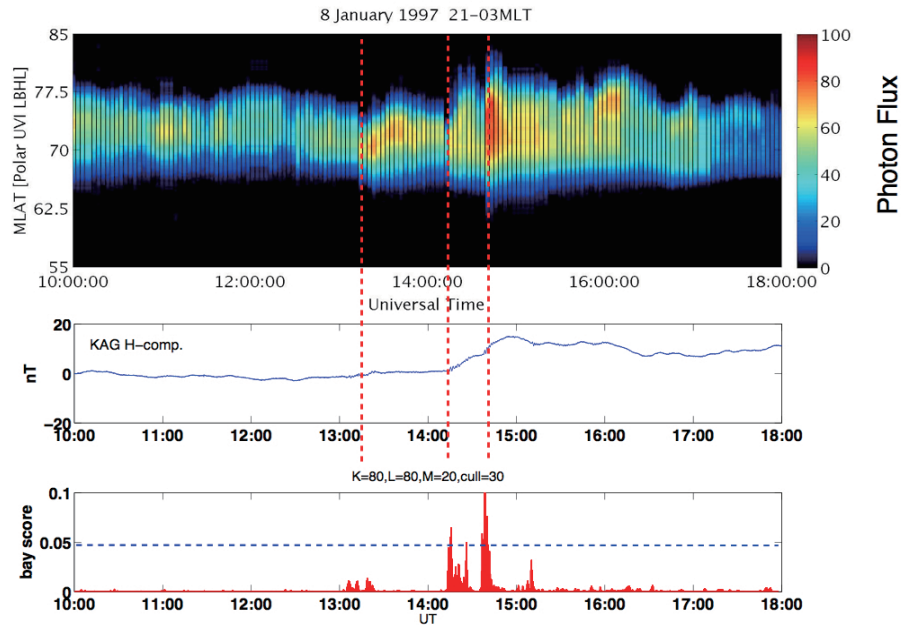 8 January 1997 21-03MLT
85
77.5
70
62.5
55
MLAT [Polar UVI LBHL]
10:00:00 12:00:00 14:00:00 16:00:00 18:00:00
Universal Time
100
80
60
40
20
0
Photon Flux
20
0
−20
nT
KAG H-comp.
10:00 11:00 12:00 13:00 14:00 15:00 16:00 17:00 18:00
K=80,L=80,M=20,cull=30
0.1
0.05
0
bay score
10:00 11:00 12:00 13:00 14:00 15:00 16:00 17:00 18:00
UT